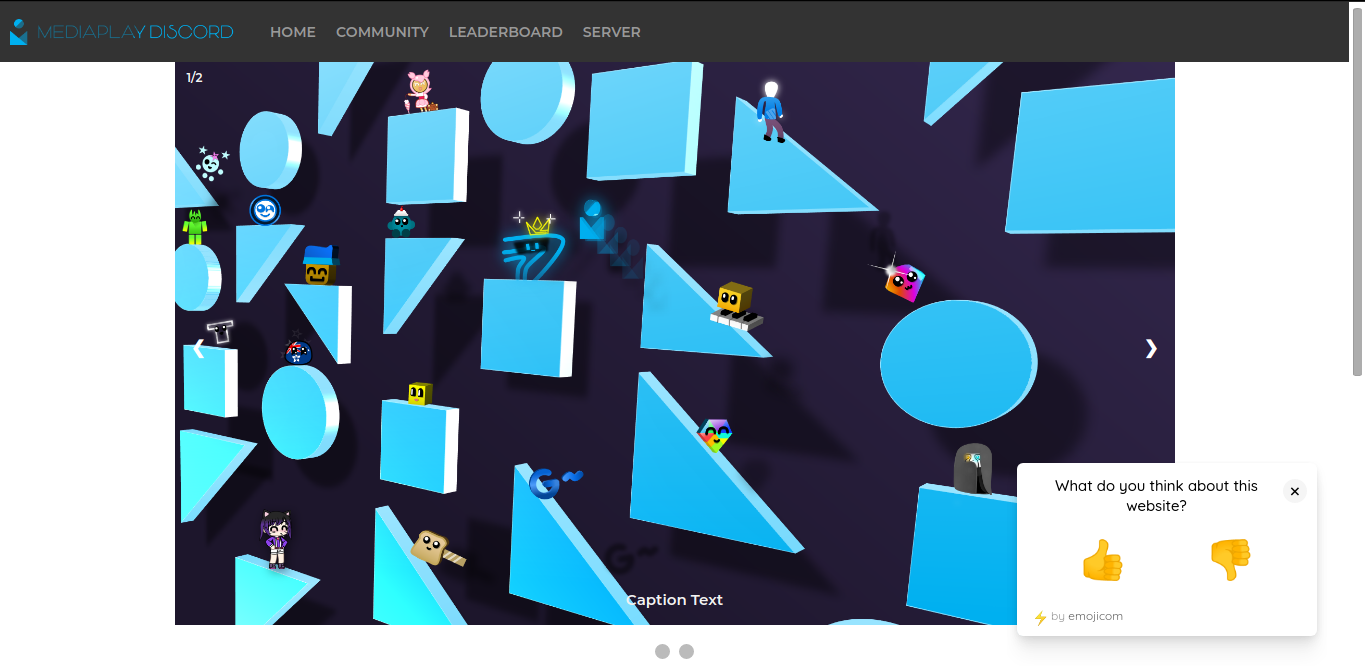 MEDIAPLAY DISCORD
HOME
COMMUNITY
LEADERBOARD
SERVER
1/2
❮
❯
Caption Text
What do you think about this
website?
by emojicom